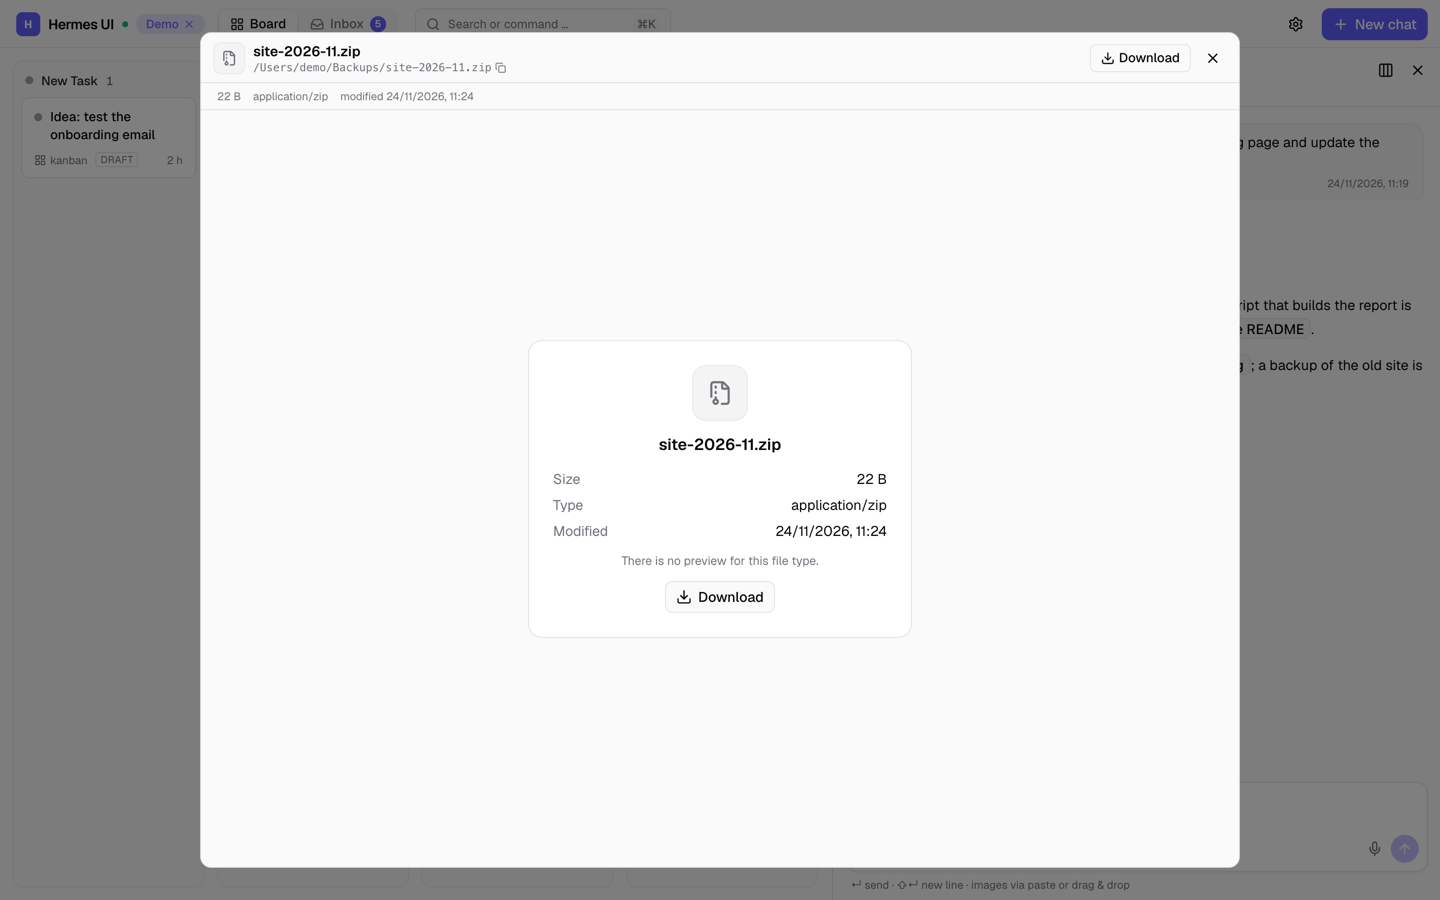 H Hermes UI Demo Board Inbox 5 Search or command ... ⌘K New chat
site-2026-11.zip
/Users/demo/Backups/site-2026-11.zip
Download
22 B application/zip modified 24/11/2026, 11:24
New Task 1
Idea: test the
onboarding email
kanban DRAFT 2 h
site-2026-11.zip
Size 22 B
Type application/zip
Modified 24/11/2026, 11:24
There is no preview for this file type.
Download
page and update the
24/11/2026, 11:19
that builds the report is
README .
; a backup of the old site is
↵ send · ⇧↵ new line · images via paste or drag & drop